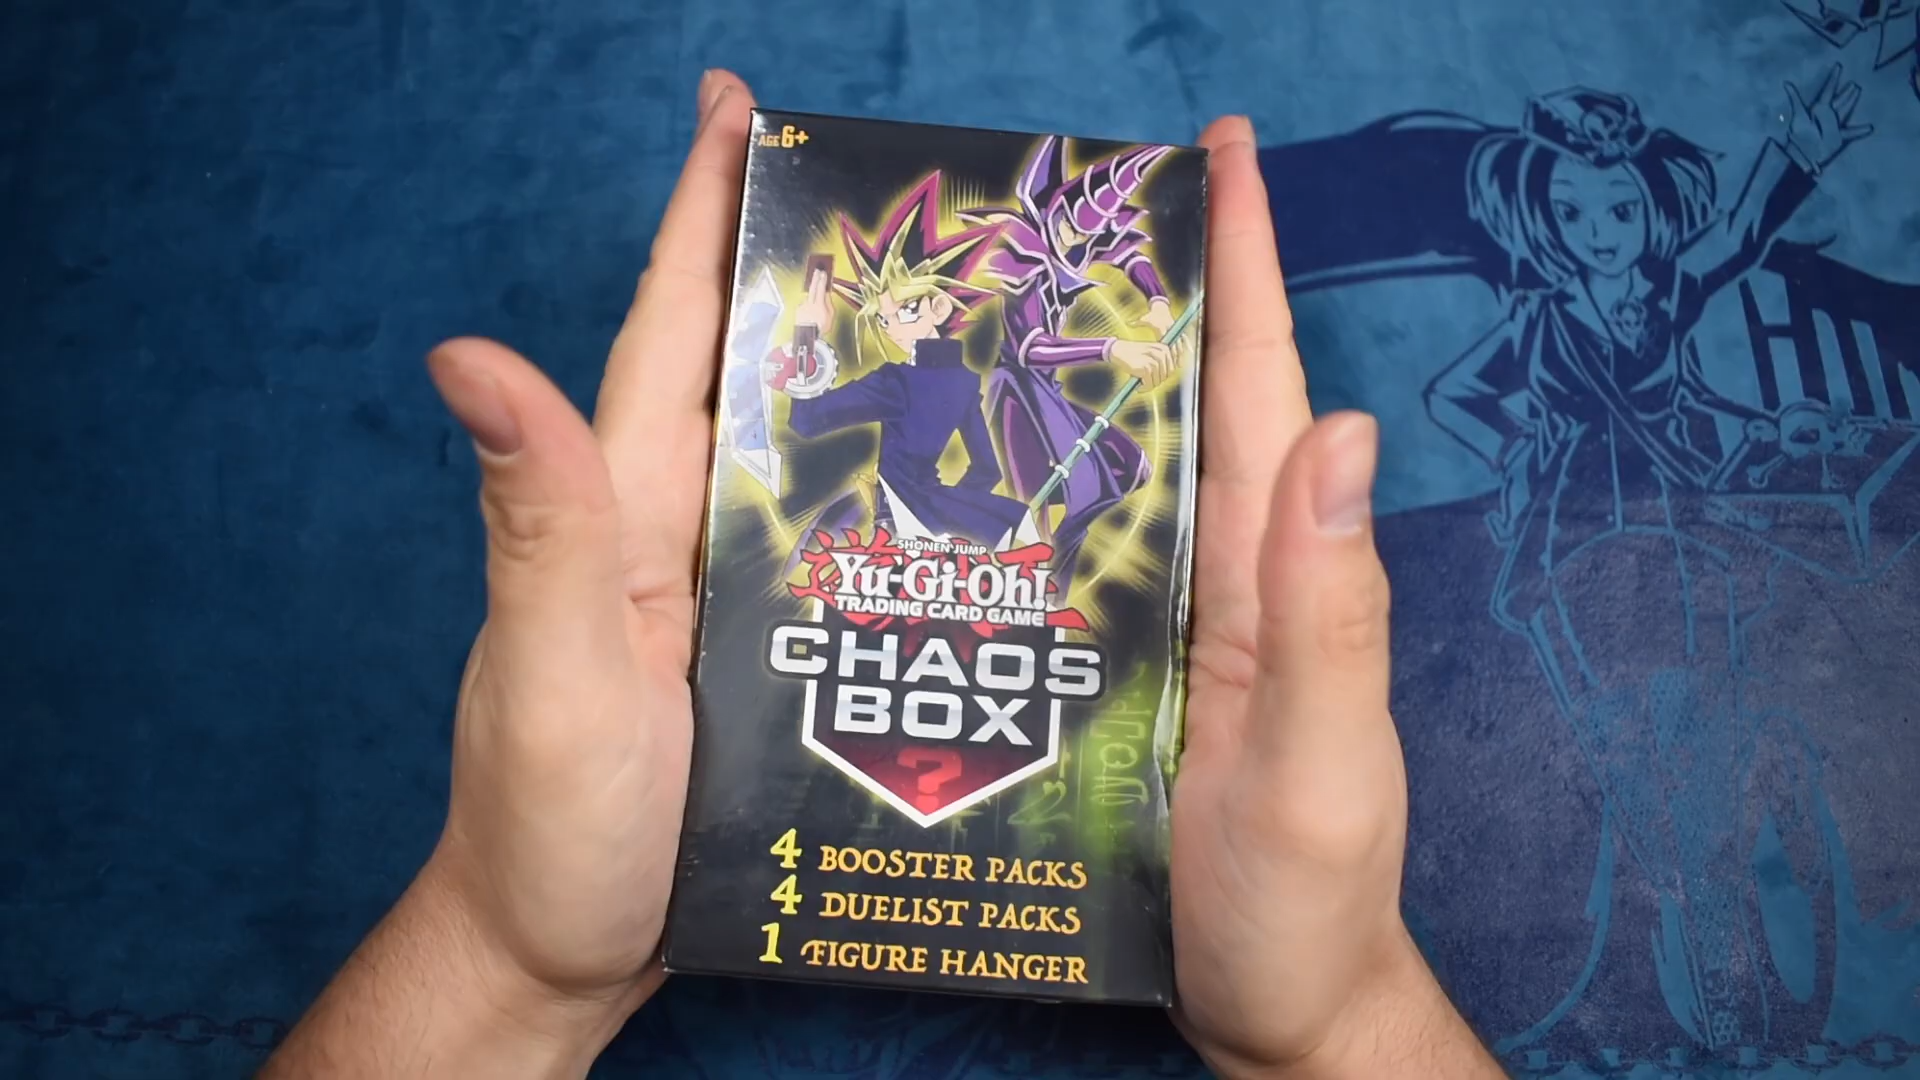 AGE 6+
SHONEN JUMP
Yu-Gi-Oh!
TRADING CARD GAME
CHAOS
BOX
?
4 BOOSTER PACKS
4 DUELIST PACKS
1 FIGURE HANGER